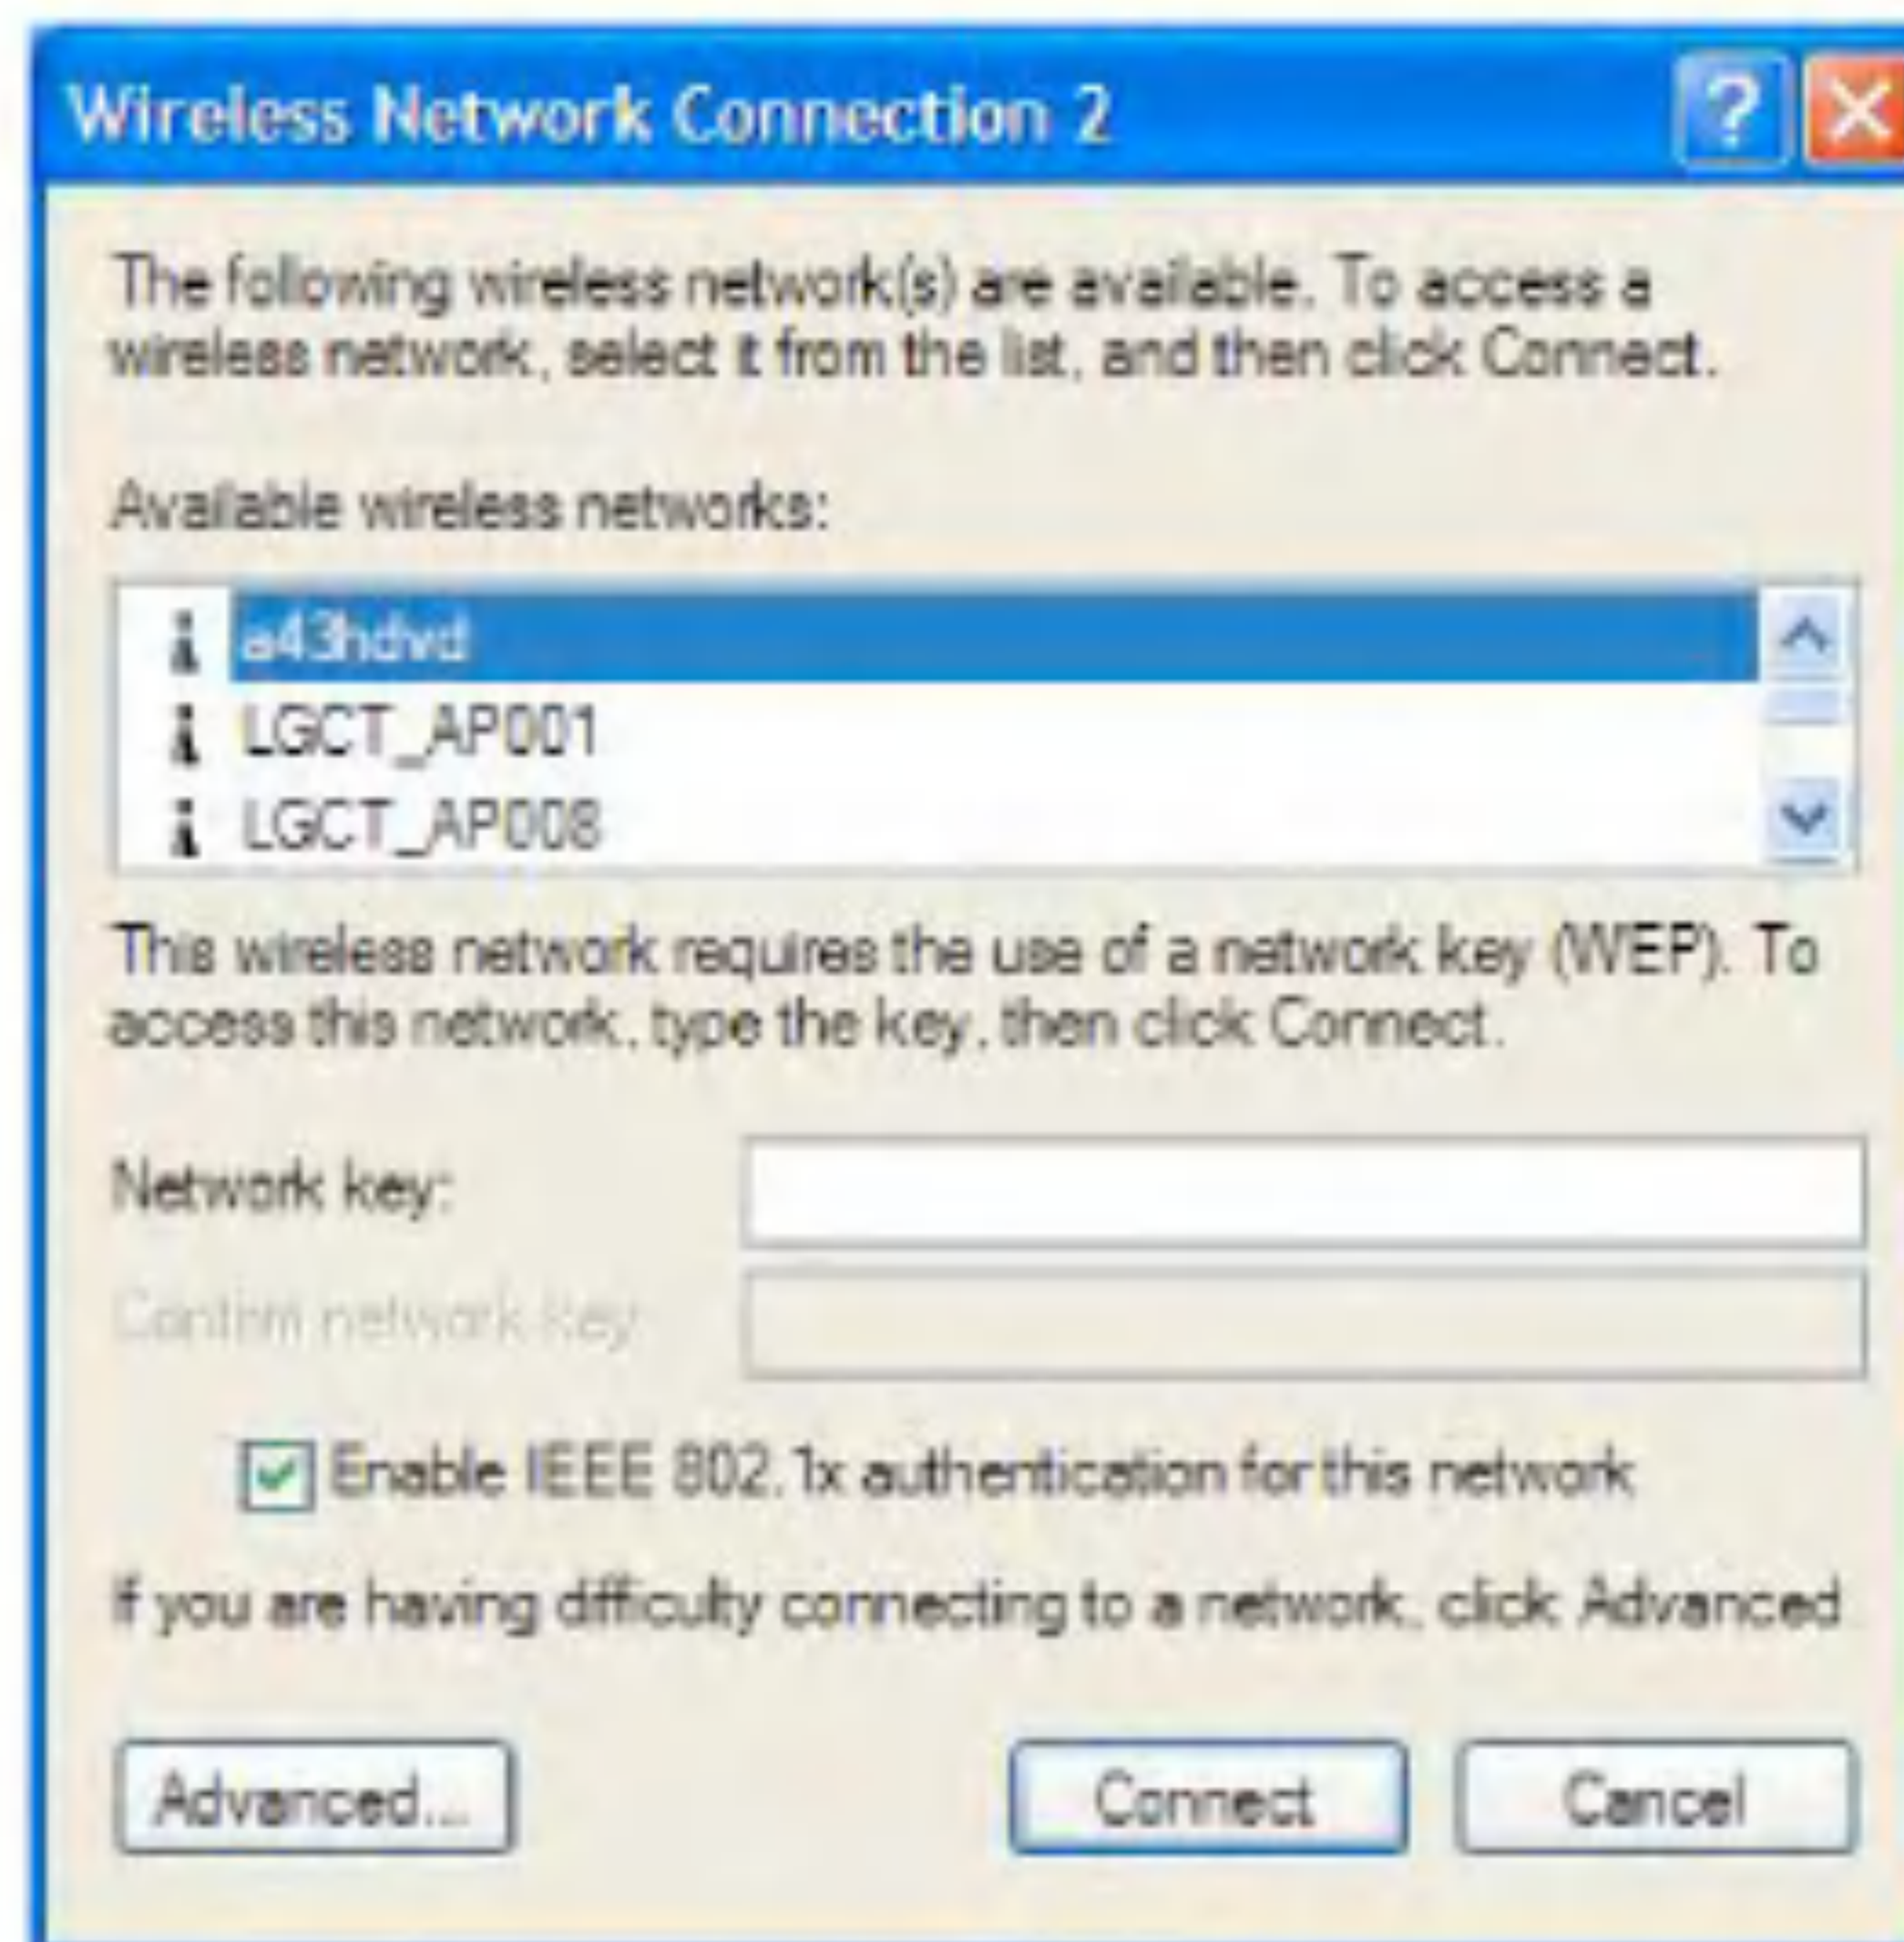 Wireless Network Connection 2
The following wireless network(s) are available. To access a
wireless network, select it from the list, and then click Connect.
Available wireless networks:
a43hdvd
LGCT_AP001
LGCT_AP008
This wireless network requires the use of a network key (WEP). To
access this network, type the key, then click Connect.
Network key:
Confirm network key:
Enable IEEE 802.1x authentication for this network
If you are having difficulty connecting to a network, click Advanced.
Advanced...
Connect
Cancel